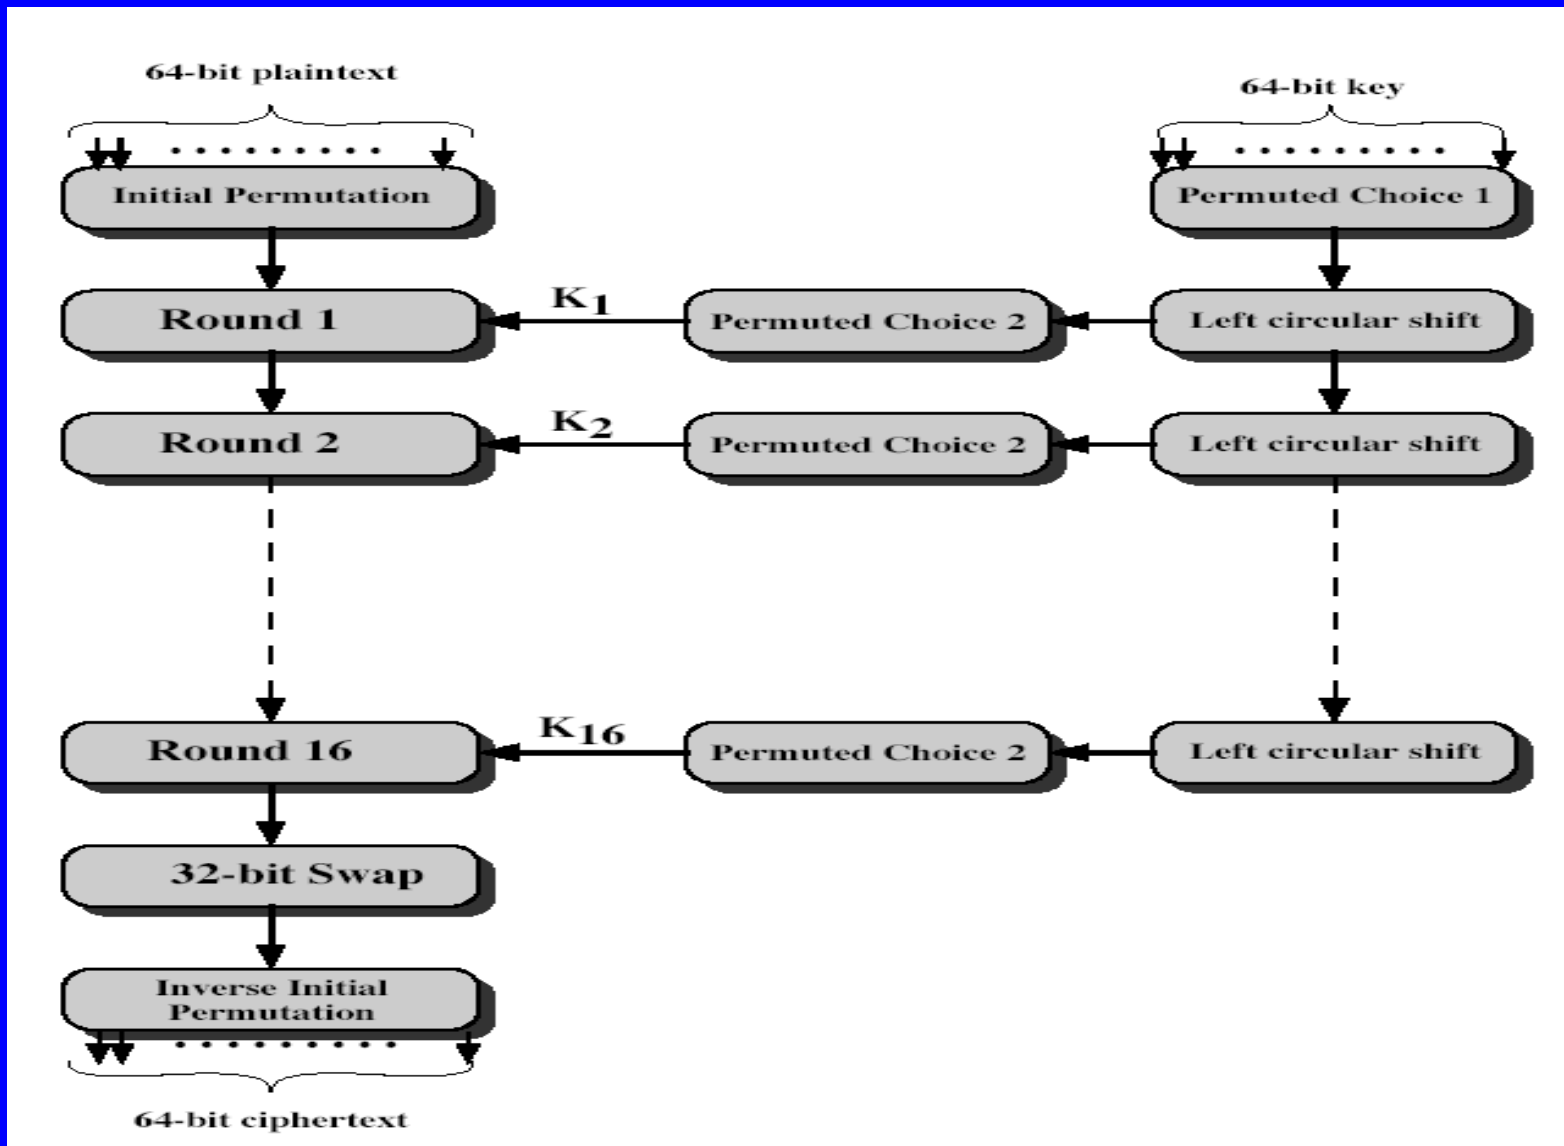 64-bit plaintext
64-bit key
Initial Permutation
Permuted Choice 1
Round 1
K1
Permuted Choice 2
Left circular shift
Round 2
K2
Permuted Choice 2
Left circular shift
Round 16
K16
Permuted Choice 2
Left circular shift
32-bit Swap
Inverse Initial
Permutation
64-bit ciphertext